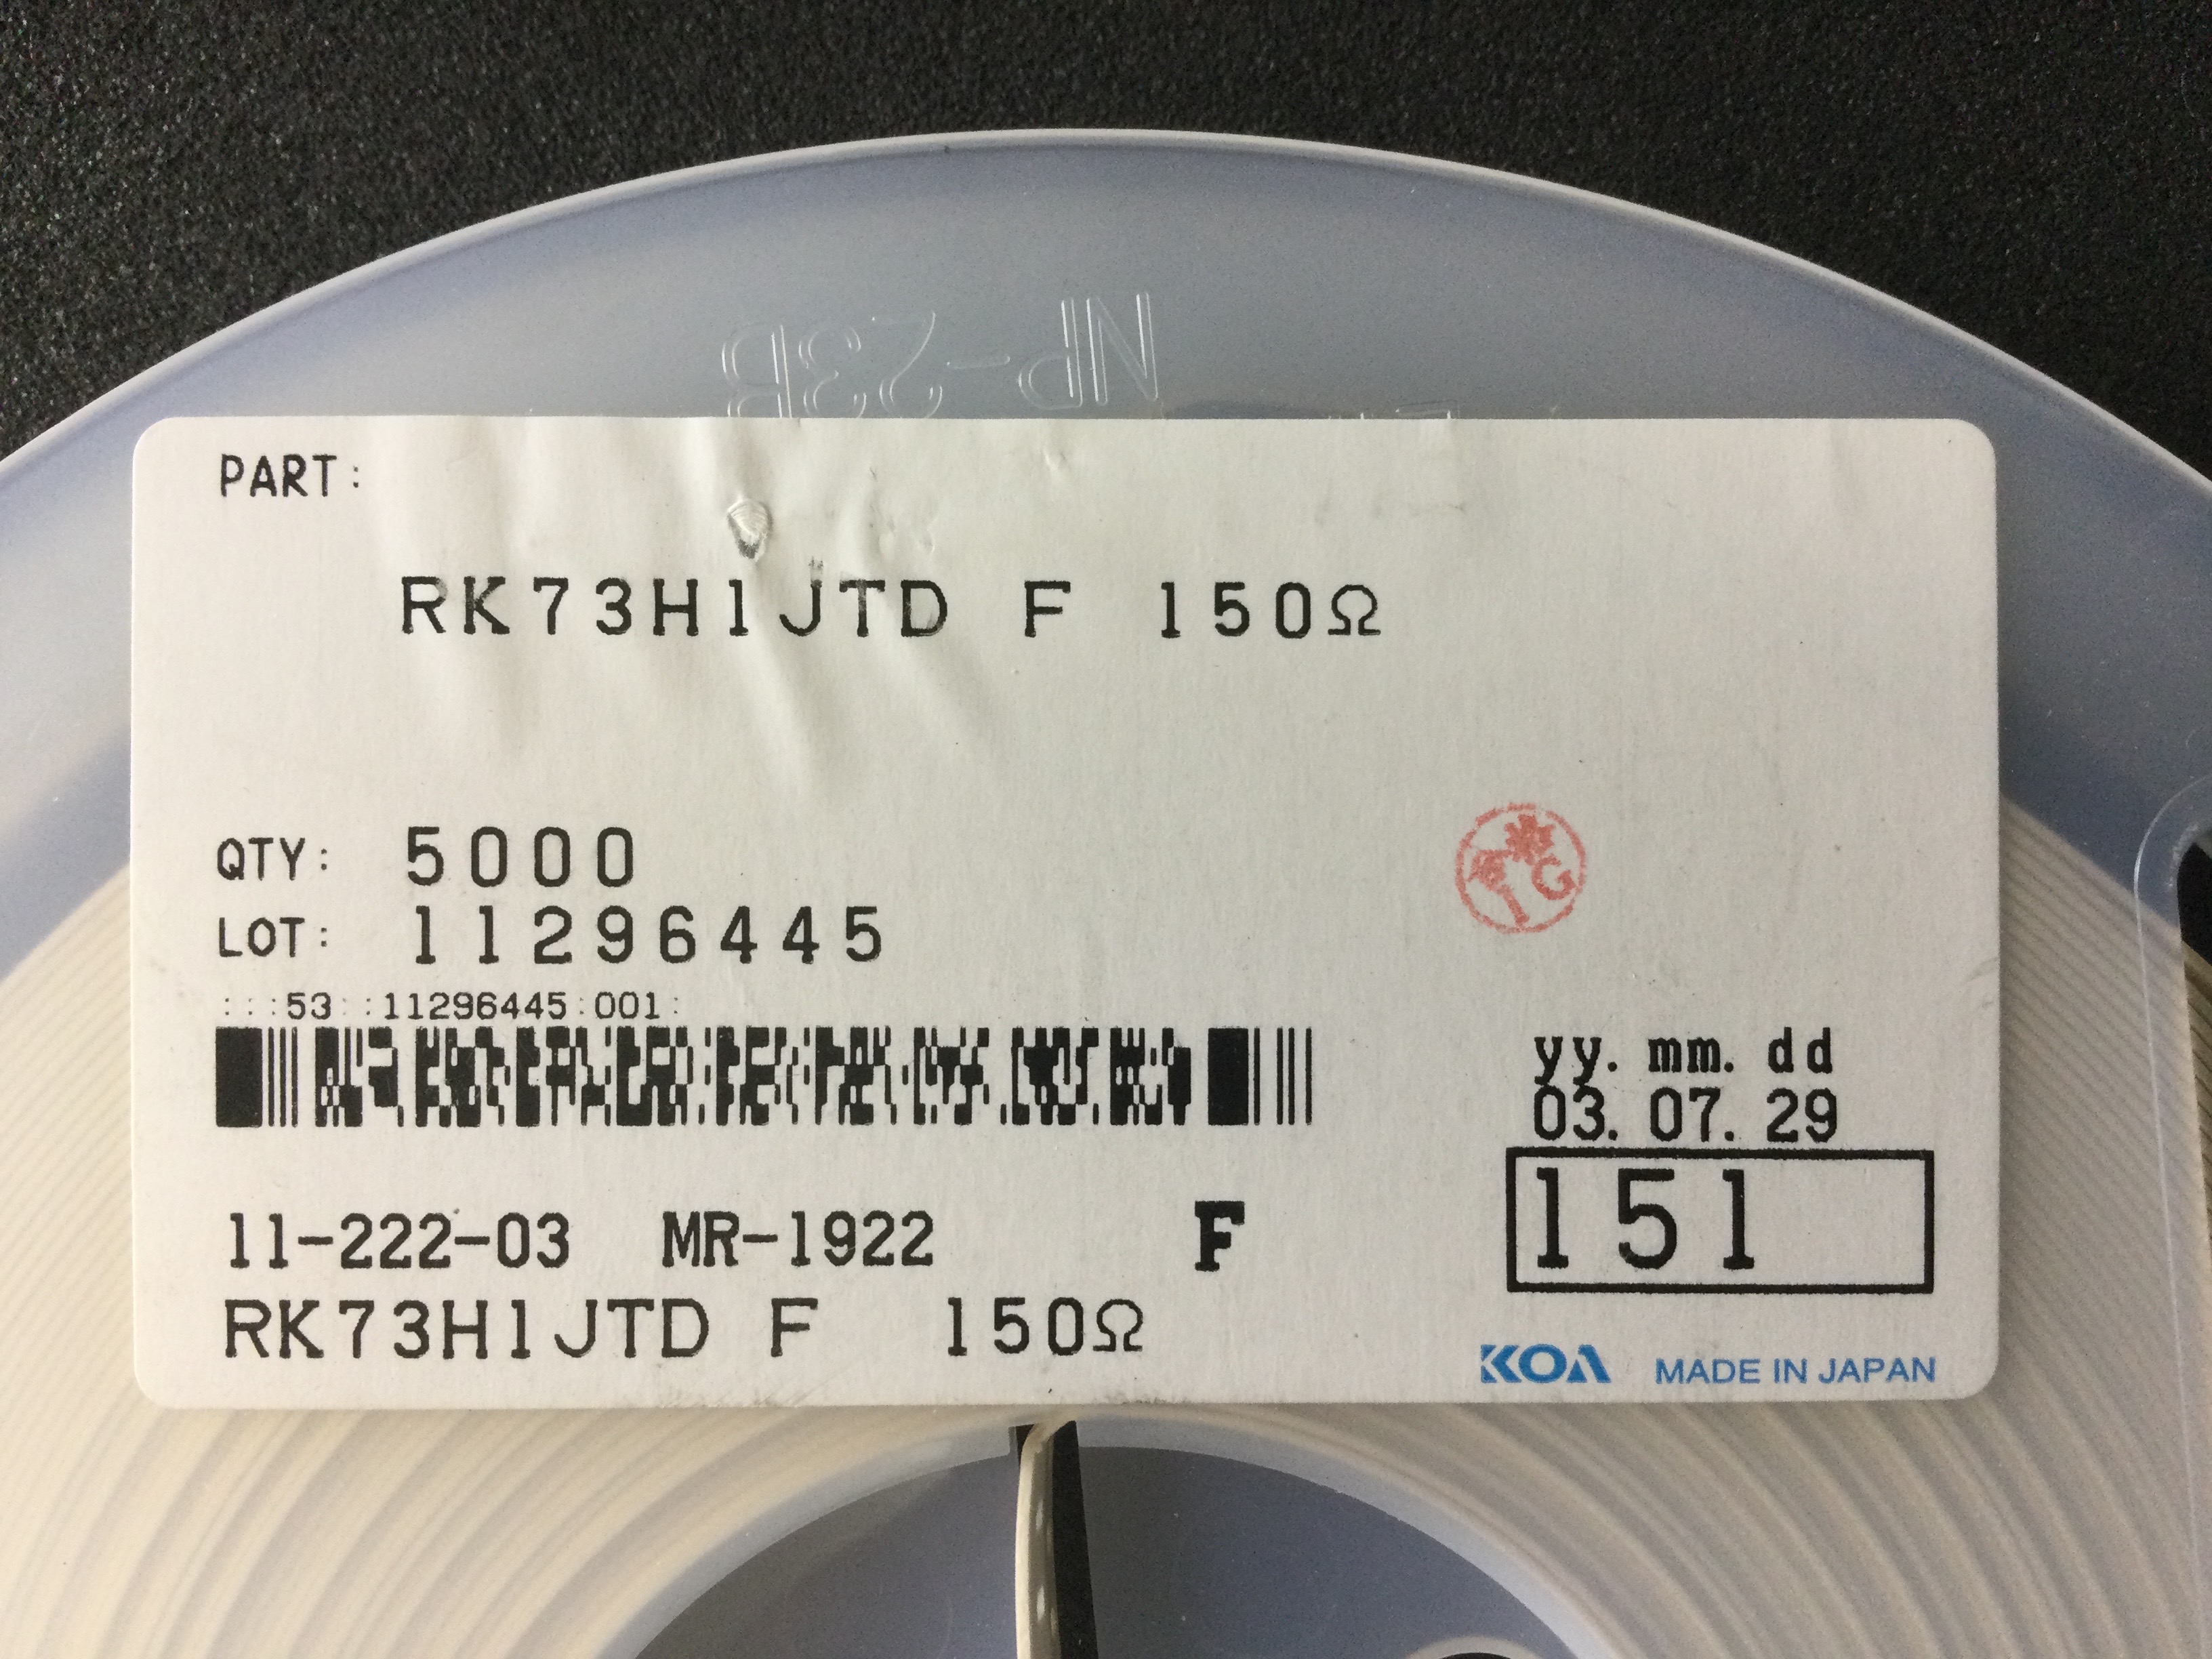 NP-23B
PART:
RK73H1JTD F 150Ω
QTY: 5000
LOT: 11296445
:::53::11296445:001:
yy. mm. dd
03. 07. 29
151
11-222-03 MR-1922 F
RK73H1JTD F 150Ω
KOA MADE IN JAPAN